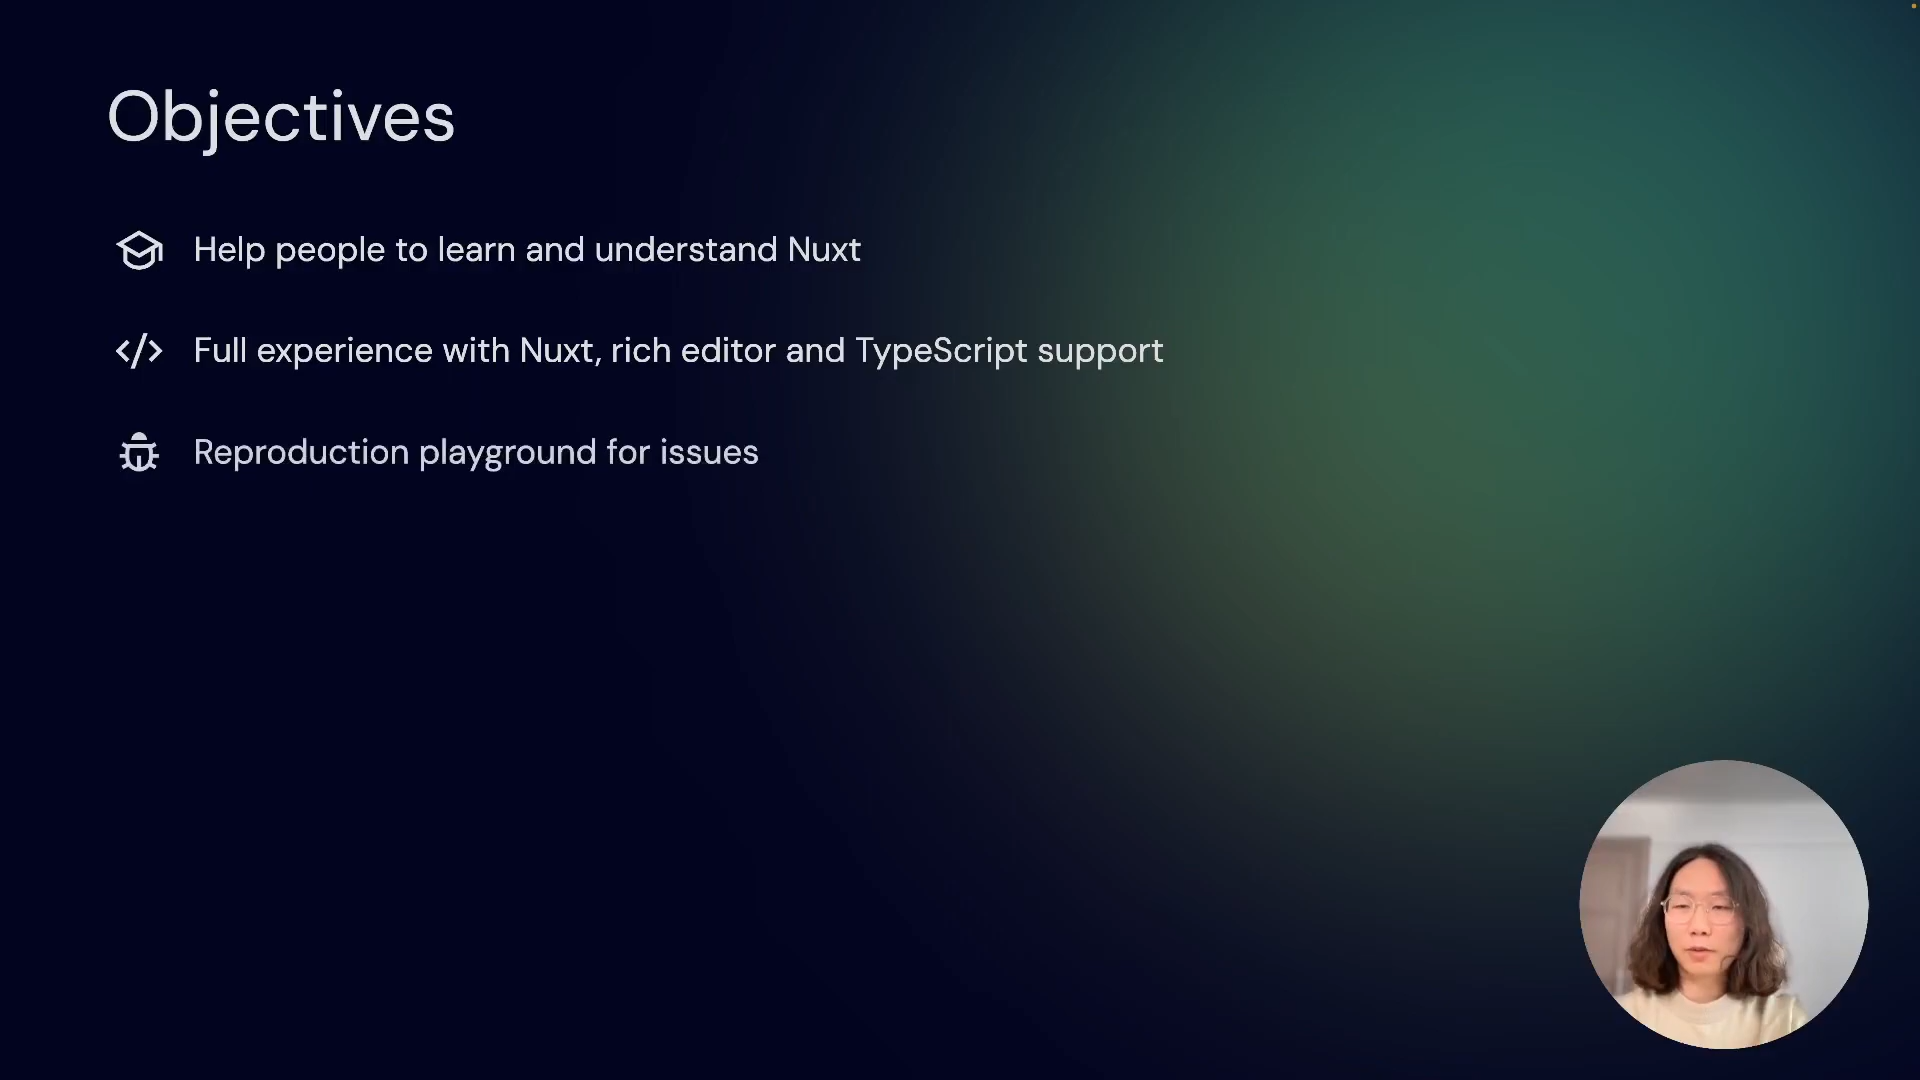 Objectives
Help people to learn and understand Nuxt
Full experience with Nuxt, rich editor and TypeScript support
Reproduction playground for issues